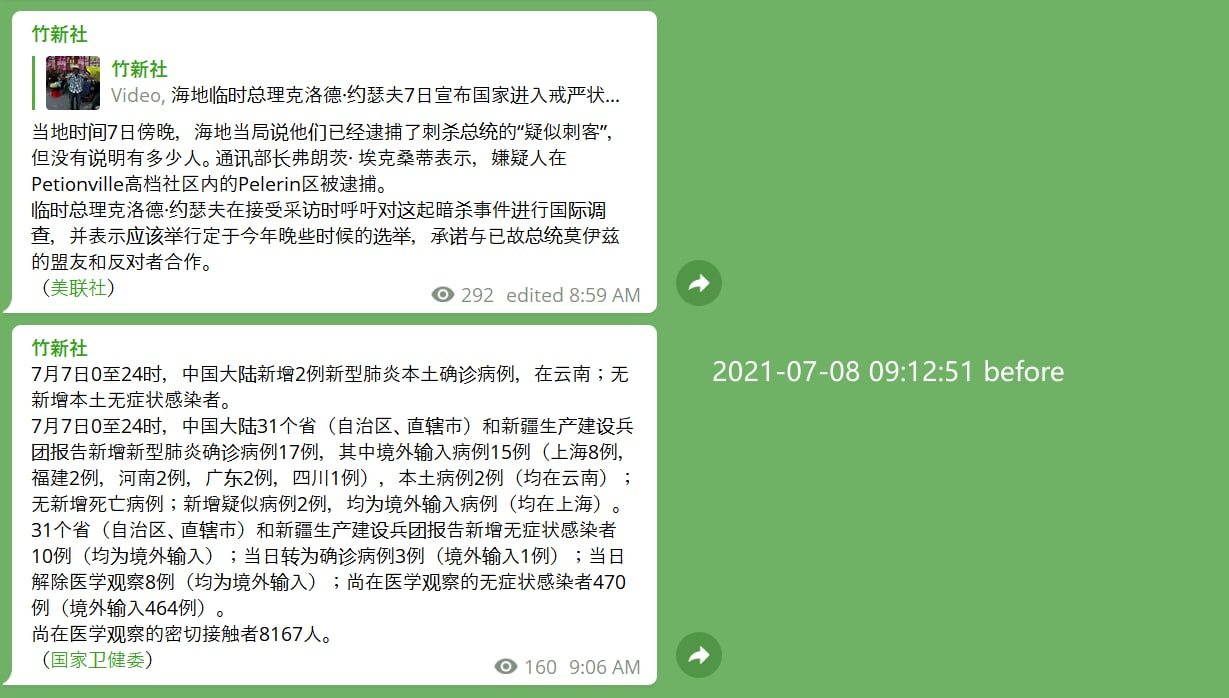 竹新社
竹新社
Video, 海地临时总理克洛德·约瑟夫7日宣布国家进入戒严状...
当地时间7日傍晚，海地当局说他们已经逮捕了刺杀总统的“疑似刺客”，
但没有说明有多少人。通讯部长弗朗茨· 埃克桑蒂表示，嫌疑人在
Petionville高档社区内的Pelerin区被逮捕。
临时总理克洛德·约瑟夫在接受采访时呼吁对这起暗杀事件进行国际调
查，并表示应该举行定于今年晚些时候的选举，承诺与已故总统莫伊兹
的盟友和反对者合作。
（美联社）
292 edited 8:59 AM
竹新社
7月7日0至24时，中国大陆新增2例新型肺炎本土确诊病例，在云南；无
新增本土无症状感染者。
7月7日0至24时，中国大陆31个省（自治区、直辖市）和新疆生产建设兵
团报告新增新型肺炎确诊病例17例，其中境外输入病例15例（上海8例，
福建2例，河南2例，广东2例，四川1例），本土病例2例（均在云南）；
无新增死亡病例；新增疑似病例2例，均为境外输入病例（均在上海）。
31个省（自治区、直辖市）和新疆生产建设兵团报告新增无症状感染者
10例（均为境外输入）；当日转为确诊病例3例（境外输入1例）；当日
解除医学观察8例（均为境外输入）；尚在医学观察的无症状感染者470
例（境外输入464例）。
尚在医学观察的密切接触者8167人。
（国家卫健委）
160 9:06 AM
2021-07-08 09:12:51 before